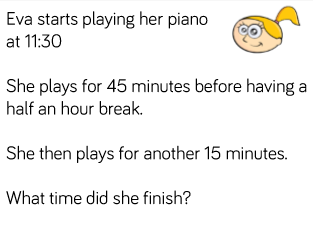 Eva starts playing her piano
at 11:30
She plays for 45 minutes before having a
half an hour break.
She then plays for another 15 minutes.
What time did she finish?